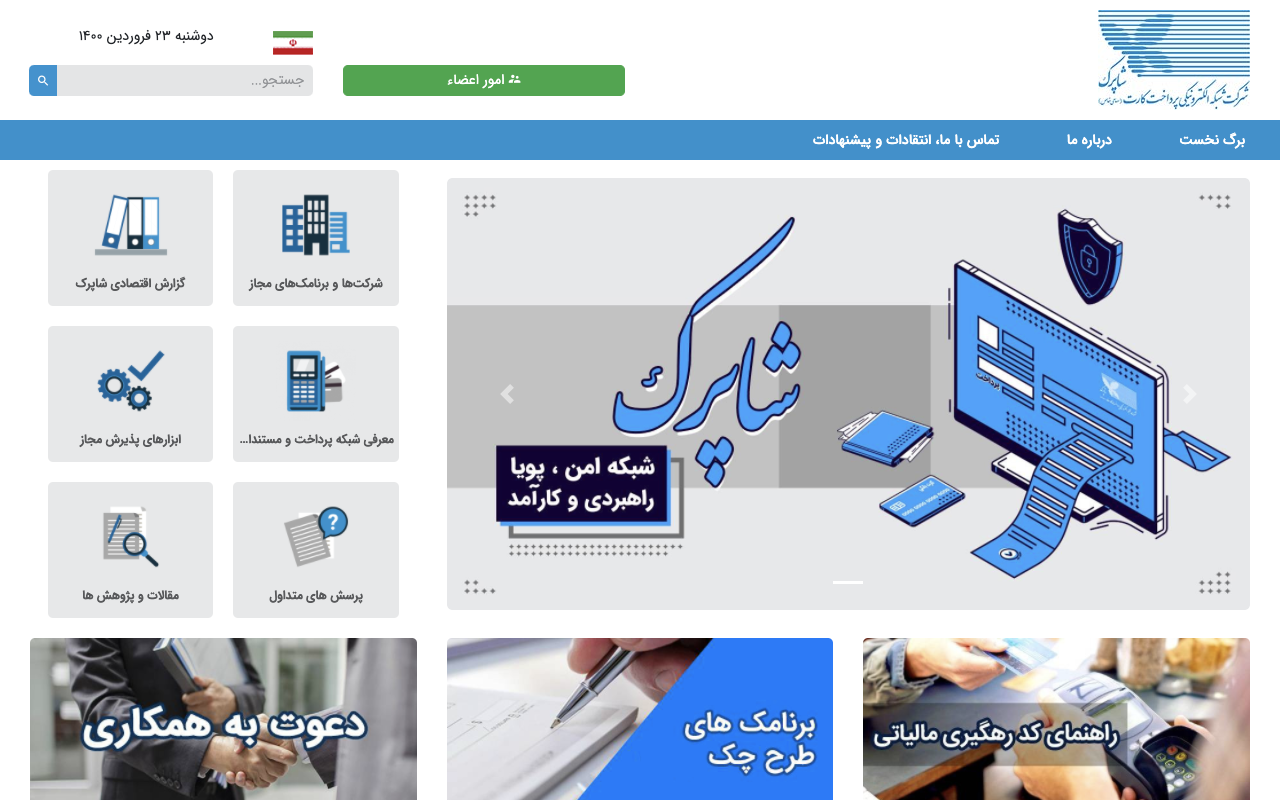 شاپرک
شرکت شبکه الکترونیکی پرداخت کارت (سهامی خاص)
دوشنبه ۲۳ فروردین ۱۴۰۰
امور اعضاء
جستجو...
برگ نخست
درباره ما
تماس با ما، انتقادات و پیشنهادات
پرداخت
شاپرک
شبکه امن ، پویا
راهبردی و کارآمد
شرکت‌ها و برنامک‌های مجاز
گزارش اقتصادی شاپرک
معرفی شبکه پرداخت و مستندا...
ابزارهای پذیرش مجاز
پرسش های متداول
مقالات و پژوهش ها
راهنمای کد رهگیری مالیاتی
برنامک های
طرح چک
دعوت به همکاری